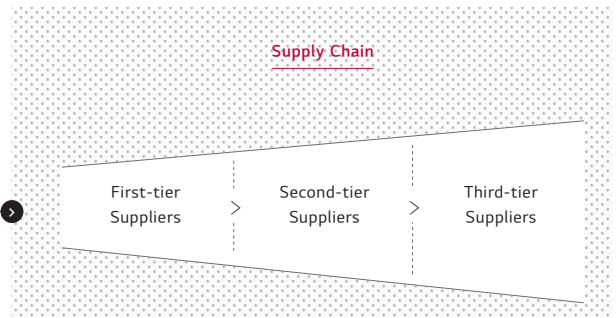 Supply Chain
First-tier
Suppliers
Second-tier
Suppliers
Third-tier
Suppliers